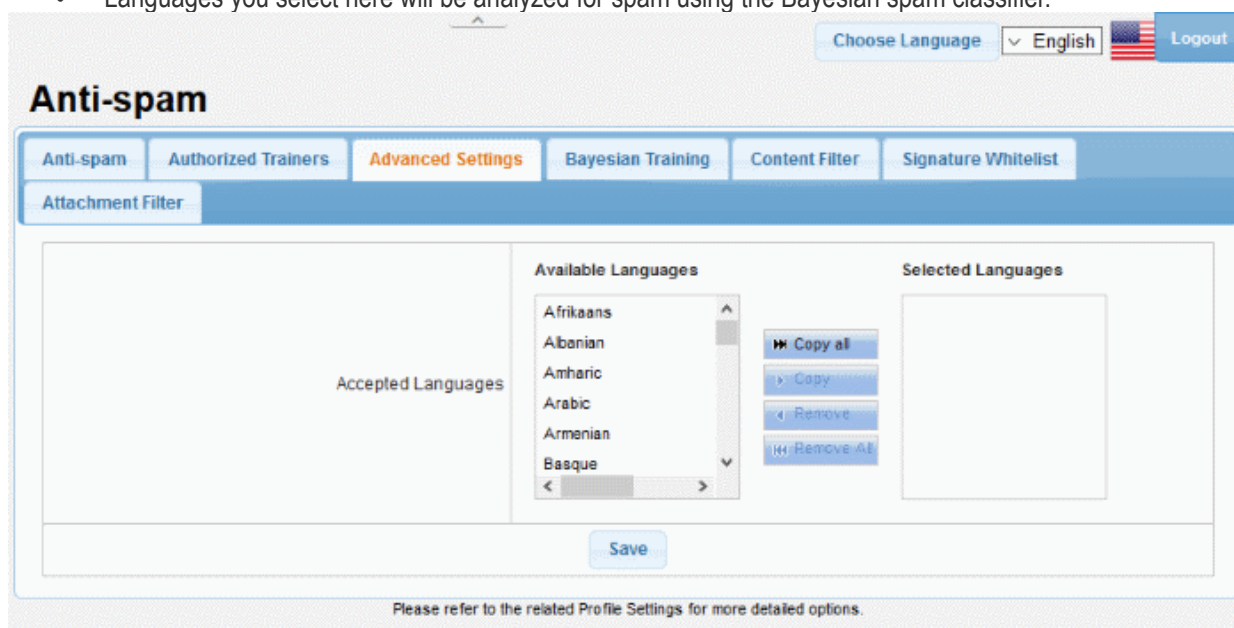 • Languages you select here will be analyzed for spam using the Bayesian spam classifier.
Choose Language English Logout
Anti-spam
Anti-spam Authorized Trainers Advanced Settings Bayesian Training Content Filter Signature Whitelist
Attachment Filter
Available Languages Selected Languages
Afrikaans
Albanian
Copy all
Amharic
Copy
Accepted Languages
Arabic
Remove
Armenian
Remove All
Basque
Save
Please refer to the related Profile Settings for more detailed options.